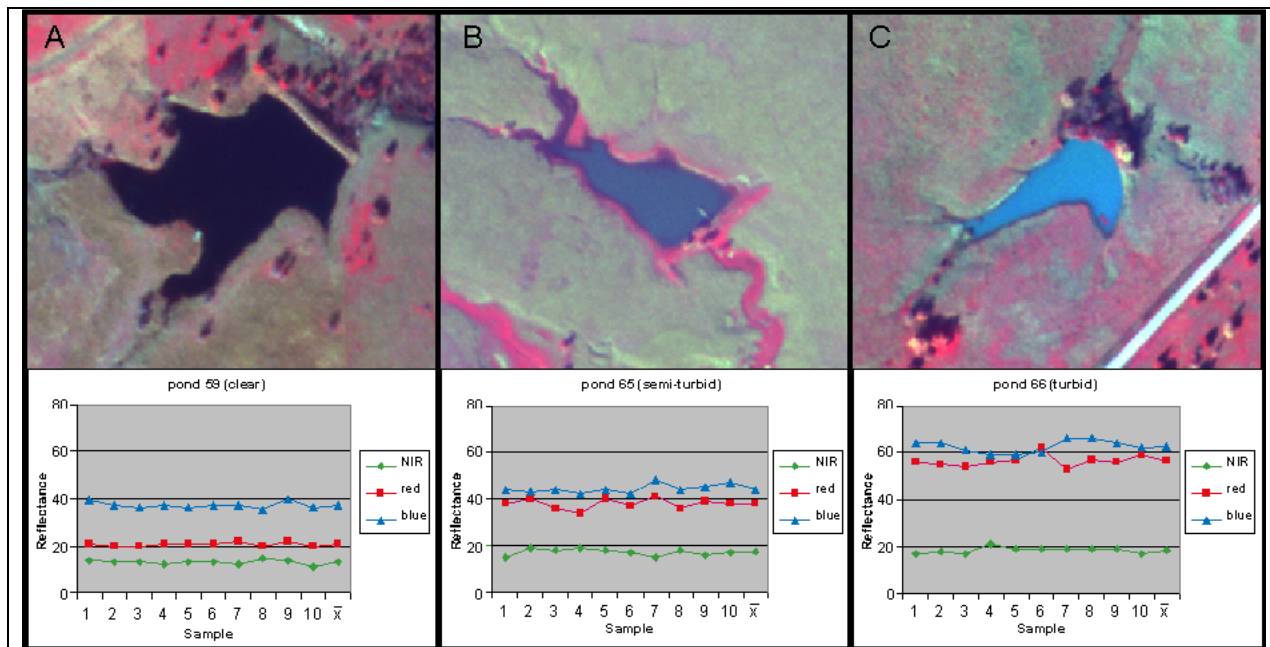 A
B
C
pond 59 (clear)
80
60
40
20
0
Reflectance
1 2 3 4 5 6 7 8 9 10 x̄
Sample
NIR
red
blue
pond 65 (semi-turbid)
80
60
40
20
0
Reflectance
1 2 3 4 5 6 7 8 9 10 x̄
Sample
NIR
red
blue
pond 66 (turbid)
80
60
40
20
0
Reflectance
1 2 3 4 5 6 7 8 9 10 x̄
Sample
NIR
red
blue